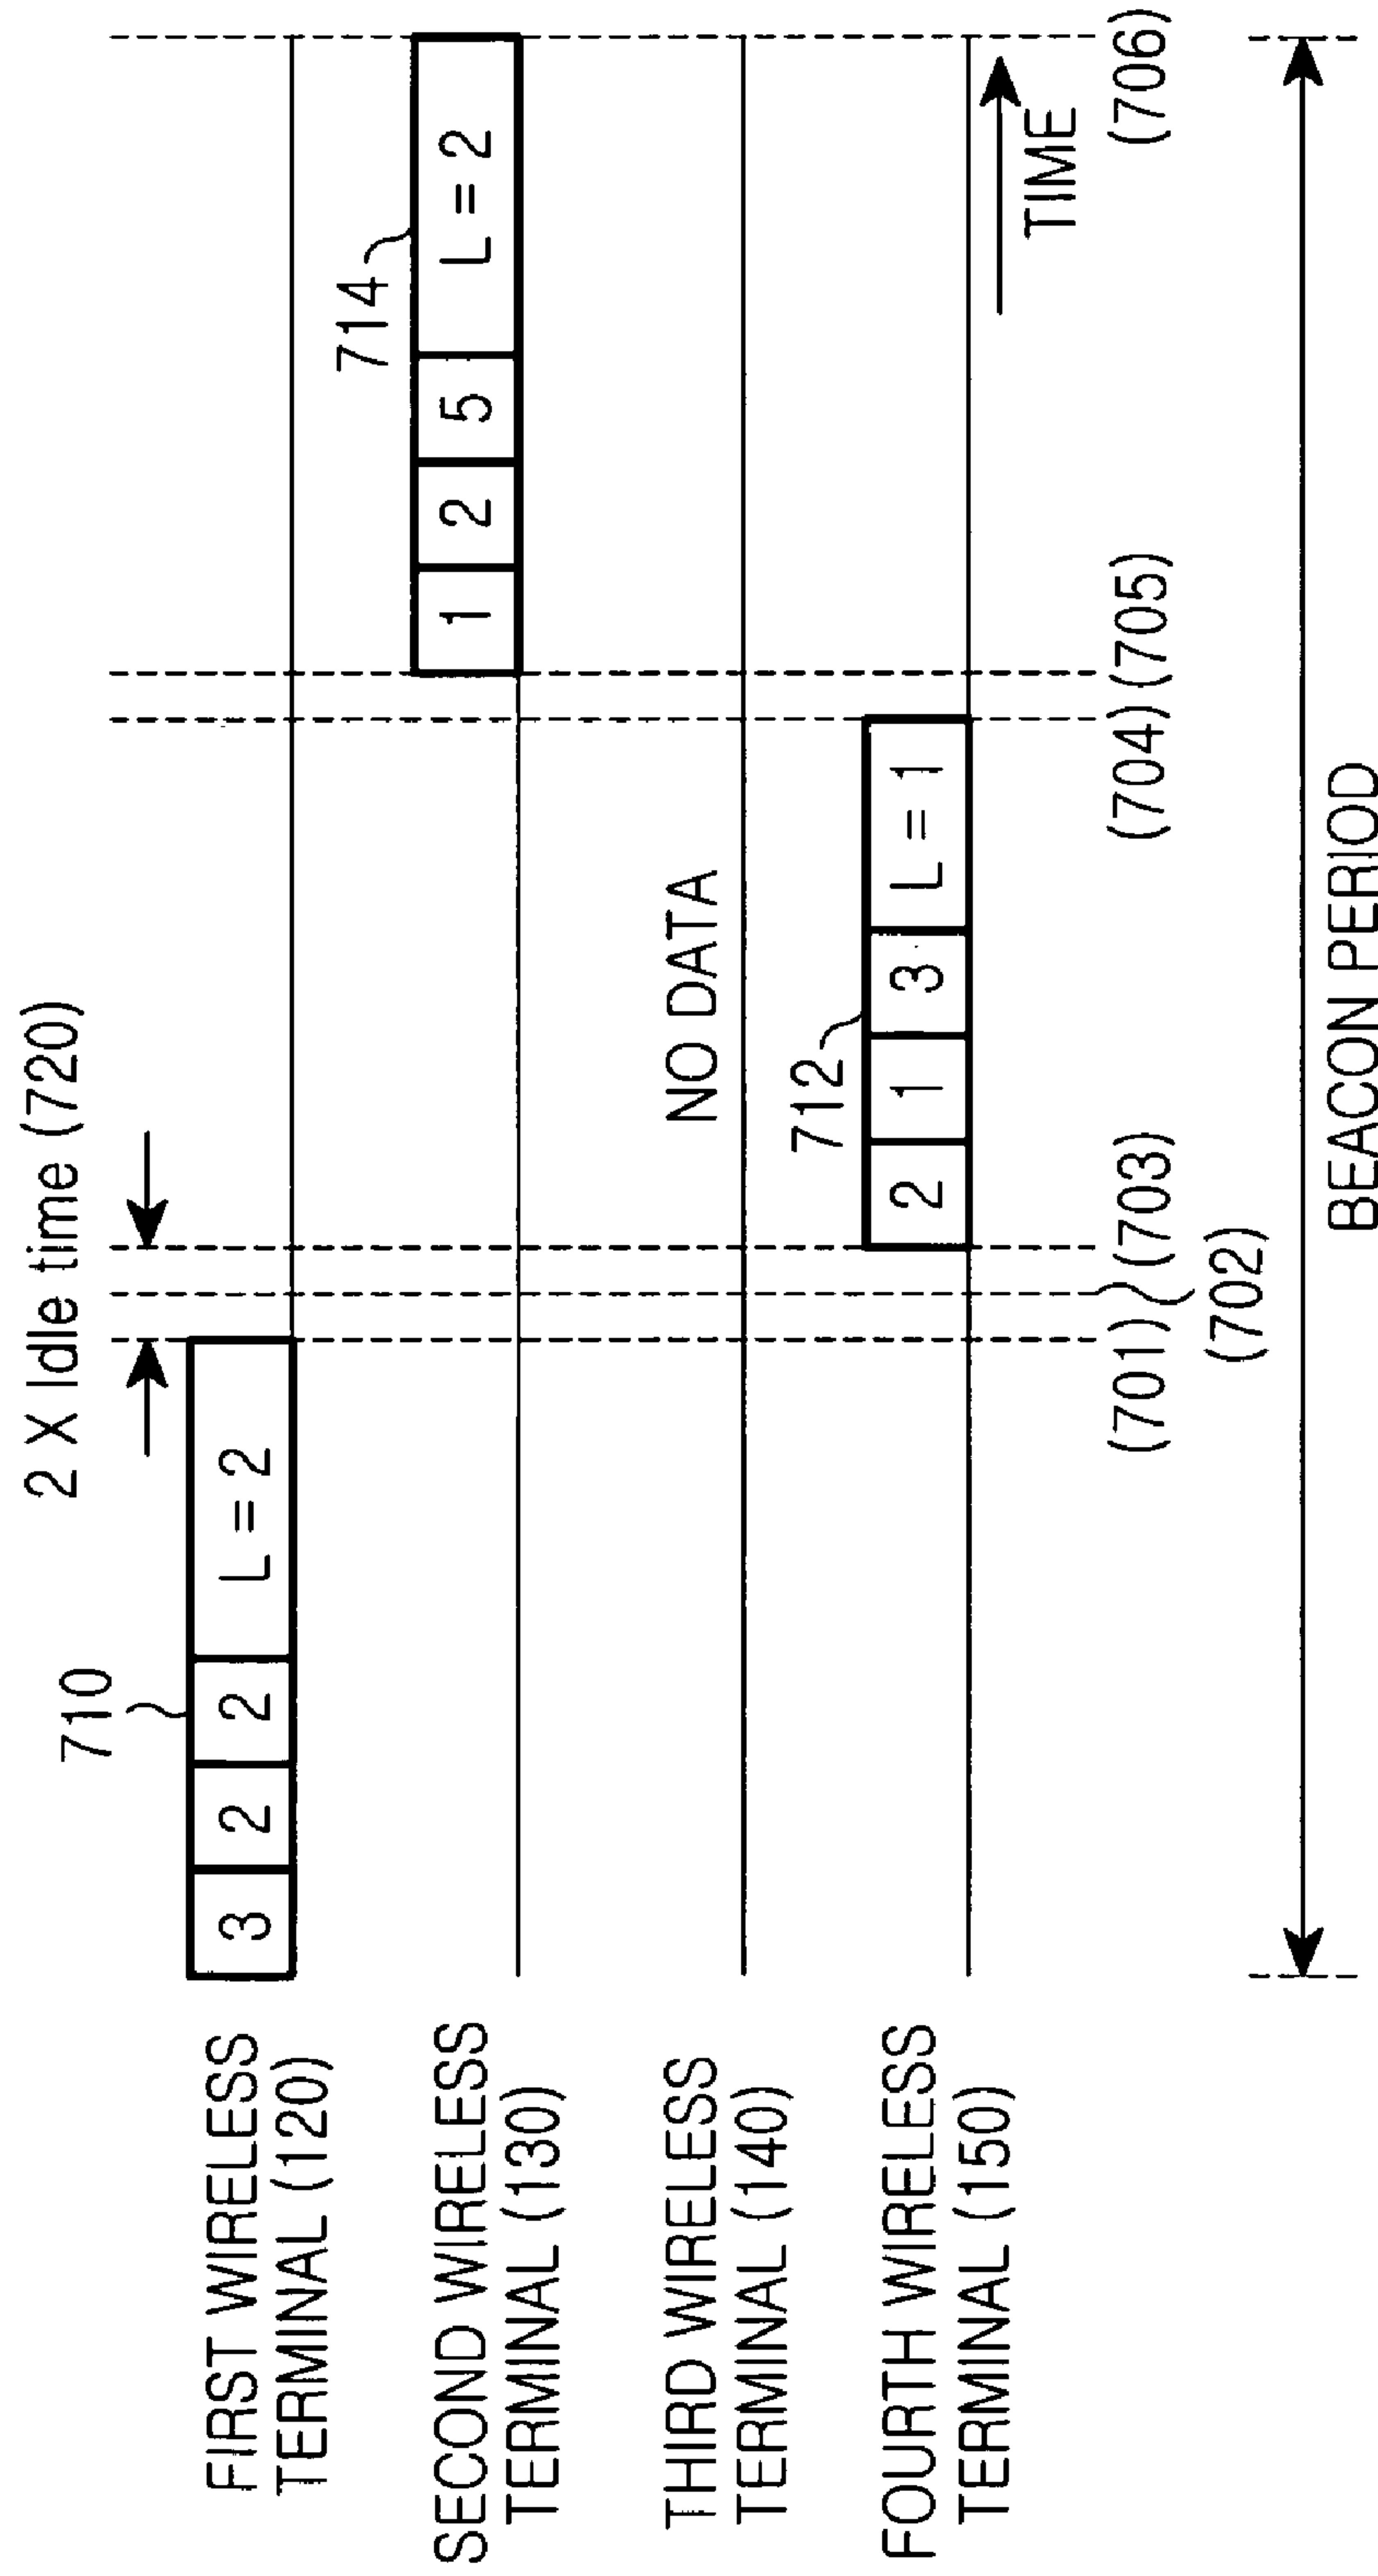 2 X Idle time (720)
710
FIRST WIRELESS
TERMINAL (120)
3 2 2 L = 2
714
SECOND WIRELESS
TERMINAL (130)
1 2 5 L = 2
NO DATA
THIRD WIRELESS
TERMINAL (140)
712
FOURTH WIRELESS
TERMINAL (150)
2 1 3 L = 1
TIME
(701) (703) (704) (705) (706)
(702)
BEACON PERIOD